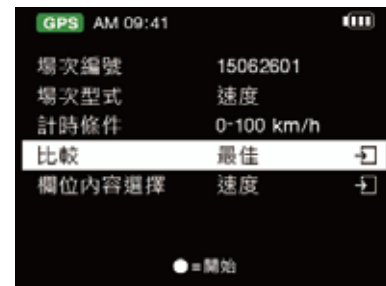 GPS AM 09:41
場次編號 15062601
場次型式 速度
計時條件 0-100 km/h
比較 最佳
欄位內容選擇 速度
●=開始